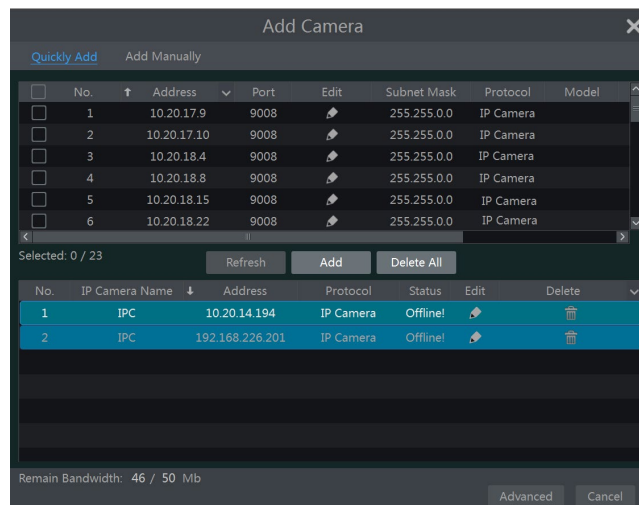 Add Camera
Quickly Add Add Manually
No. Address Port Edit Subnet Mask Protocol Model
1 10.20.17.9 9008 255.255.0.0 IP Camera
2 10.20.17.10 9008 255.255.0.0 IP Camera
3 10.20.18.4 9008 255.255.0.0 IP Camera
4 10.20.18.8 9008 255.255.0.0 IP Camera
5 10.20.18.15 9008 255.255.0.0 IP Camera
6 10.20.18.22 9008 255.255.0.0 IP Camera
Selected: 0 / 23 Refresh Add Delete All
No. IP Camera Name Address Protocol Status Edit Delete
1 IPC 10.20.14.194 IP Camera Offline!
2 IPC 192.168.226.201 IP Camera Offline!
Remain Bandwidth: 46 / 50 Mb
Advanced Cancel